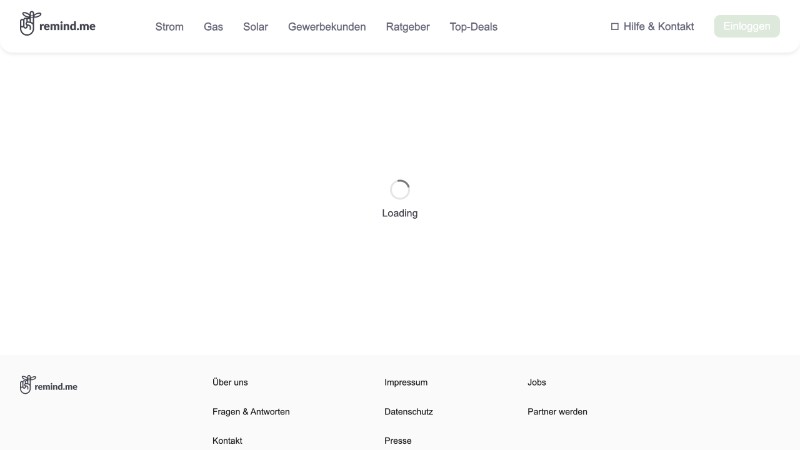 remind.me
Strom
Gas
Solar
Gewerbekunden
Ratgeber
Top-Deals
Hilfe & Kontakt
Einloggen
Loading
remind.me
Über uns
Impressum
Jobs
Fragen & Antworten
Datenschutz
Partner werden
Kontakt
Presse